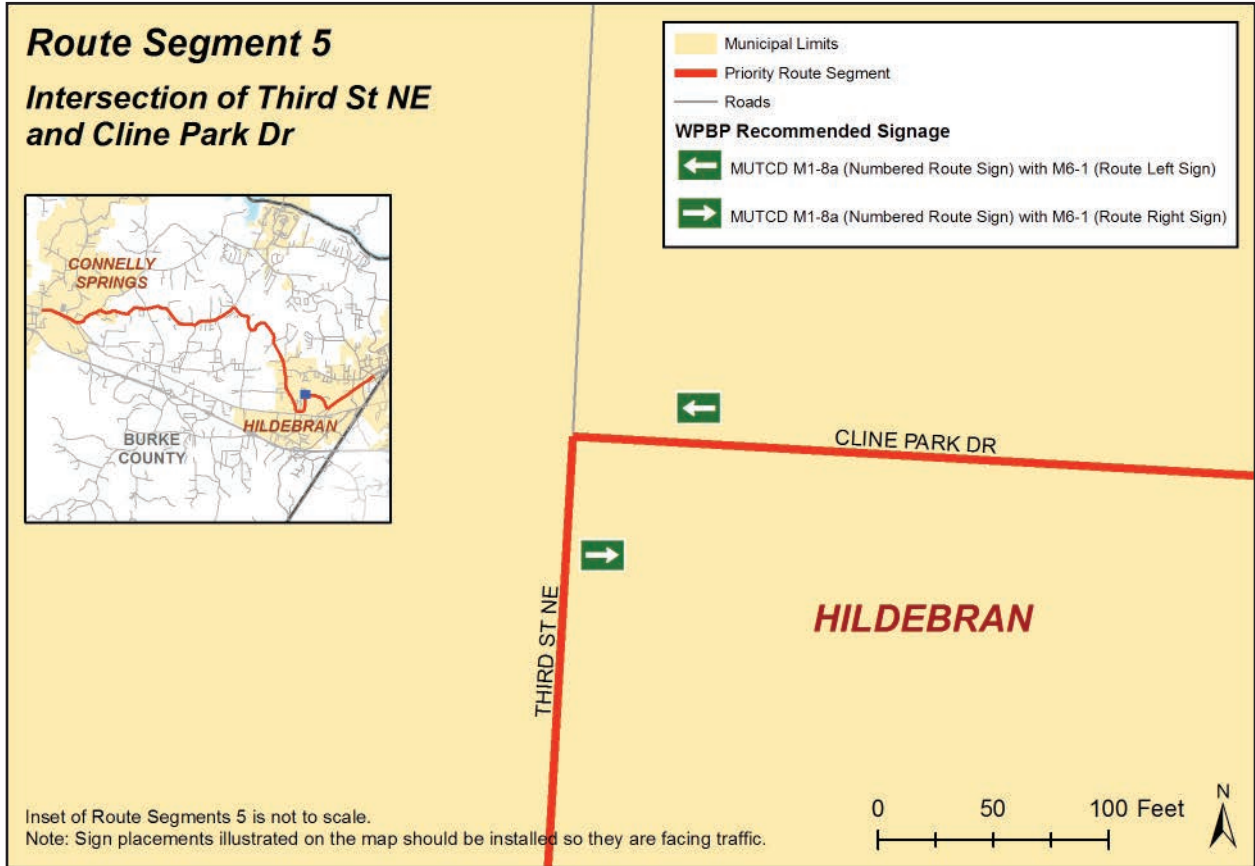 Route Segment 5
Intersection of Third St NE
and Cline Park Dr
Municipal Limits
Priority Route Segment
Roads
WPBP Recommended Signage
MUTCD M1-8a (Numbered Route Sign) with M6-1 (Route Left Sign)
MUTCD M1-8a (Numbered Route Sign) with M6-1 (Route Right Sign)
CONNELLY
SPRINGS
HILDEBRAN
BURKE
COUNTY
CLINE PARK DR
THIRD ST NE
HILDEBRAN
Inset of Route Segments 5 is not to scale.
Note: Sign placements illustrated on the map should be installed so they are facing traffic.
0 50 100 Feet
N